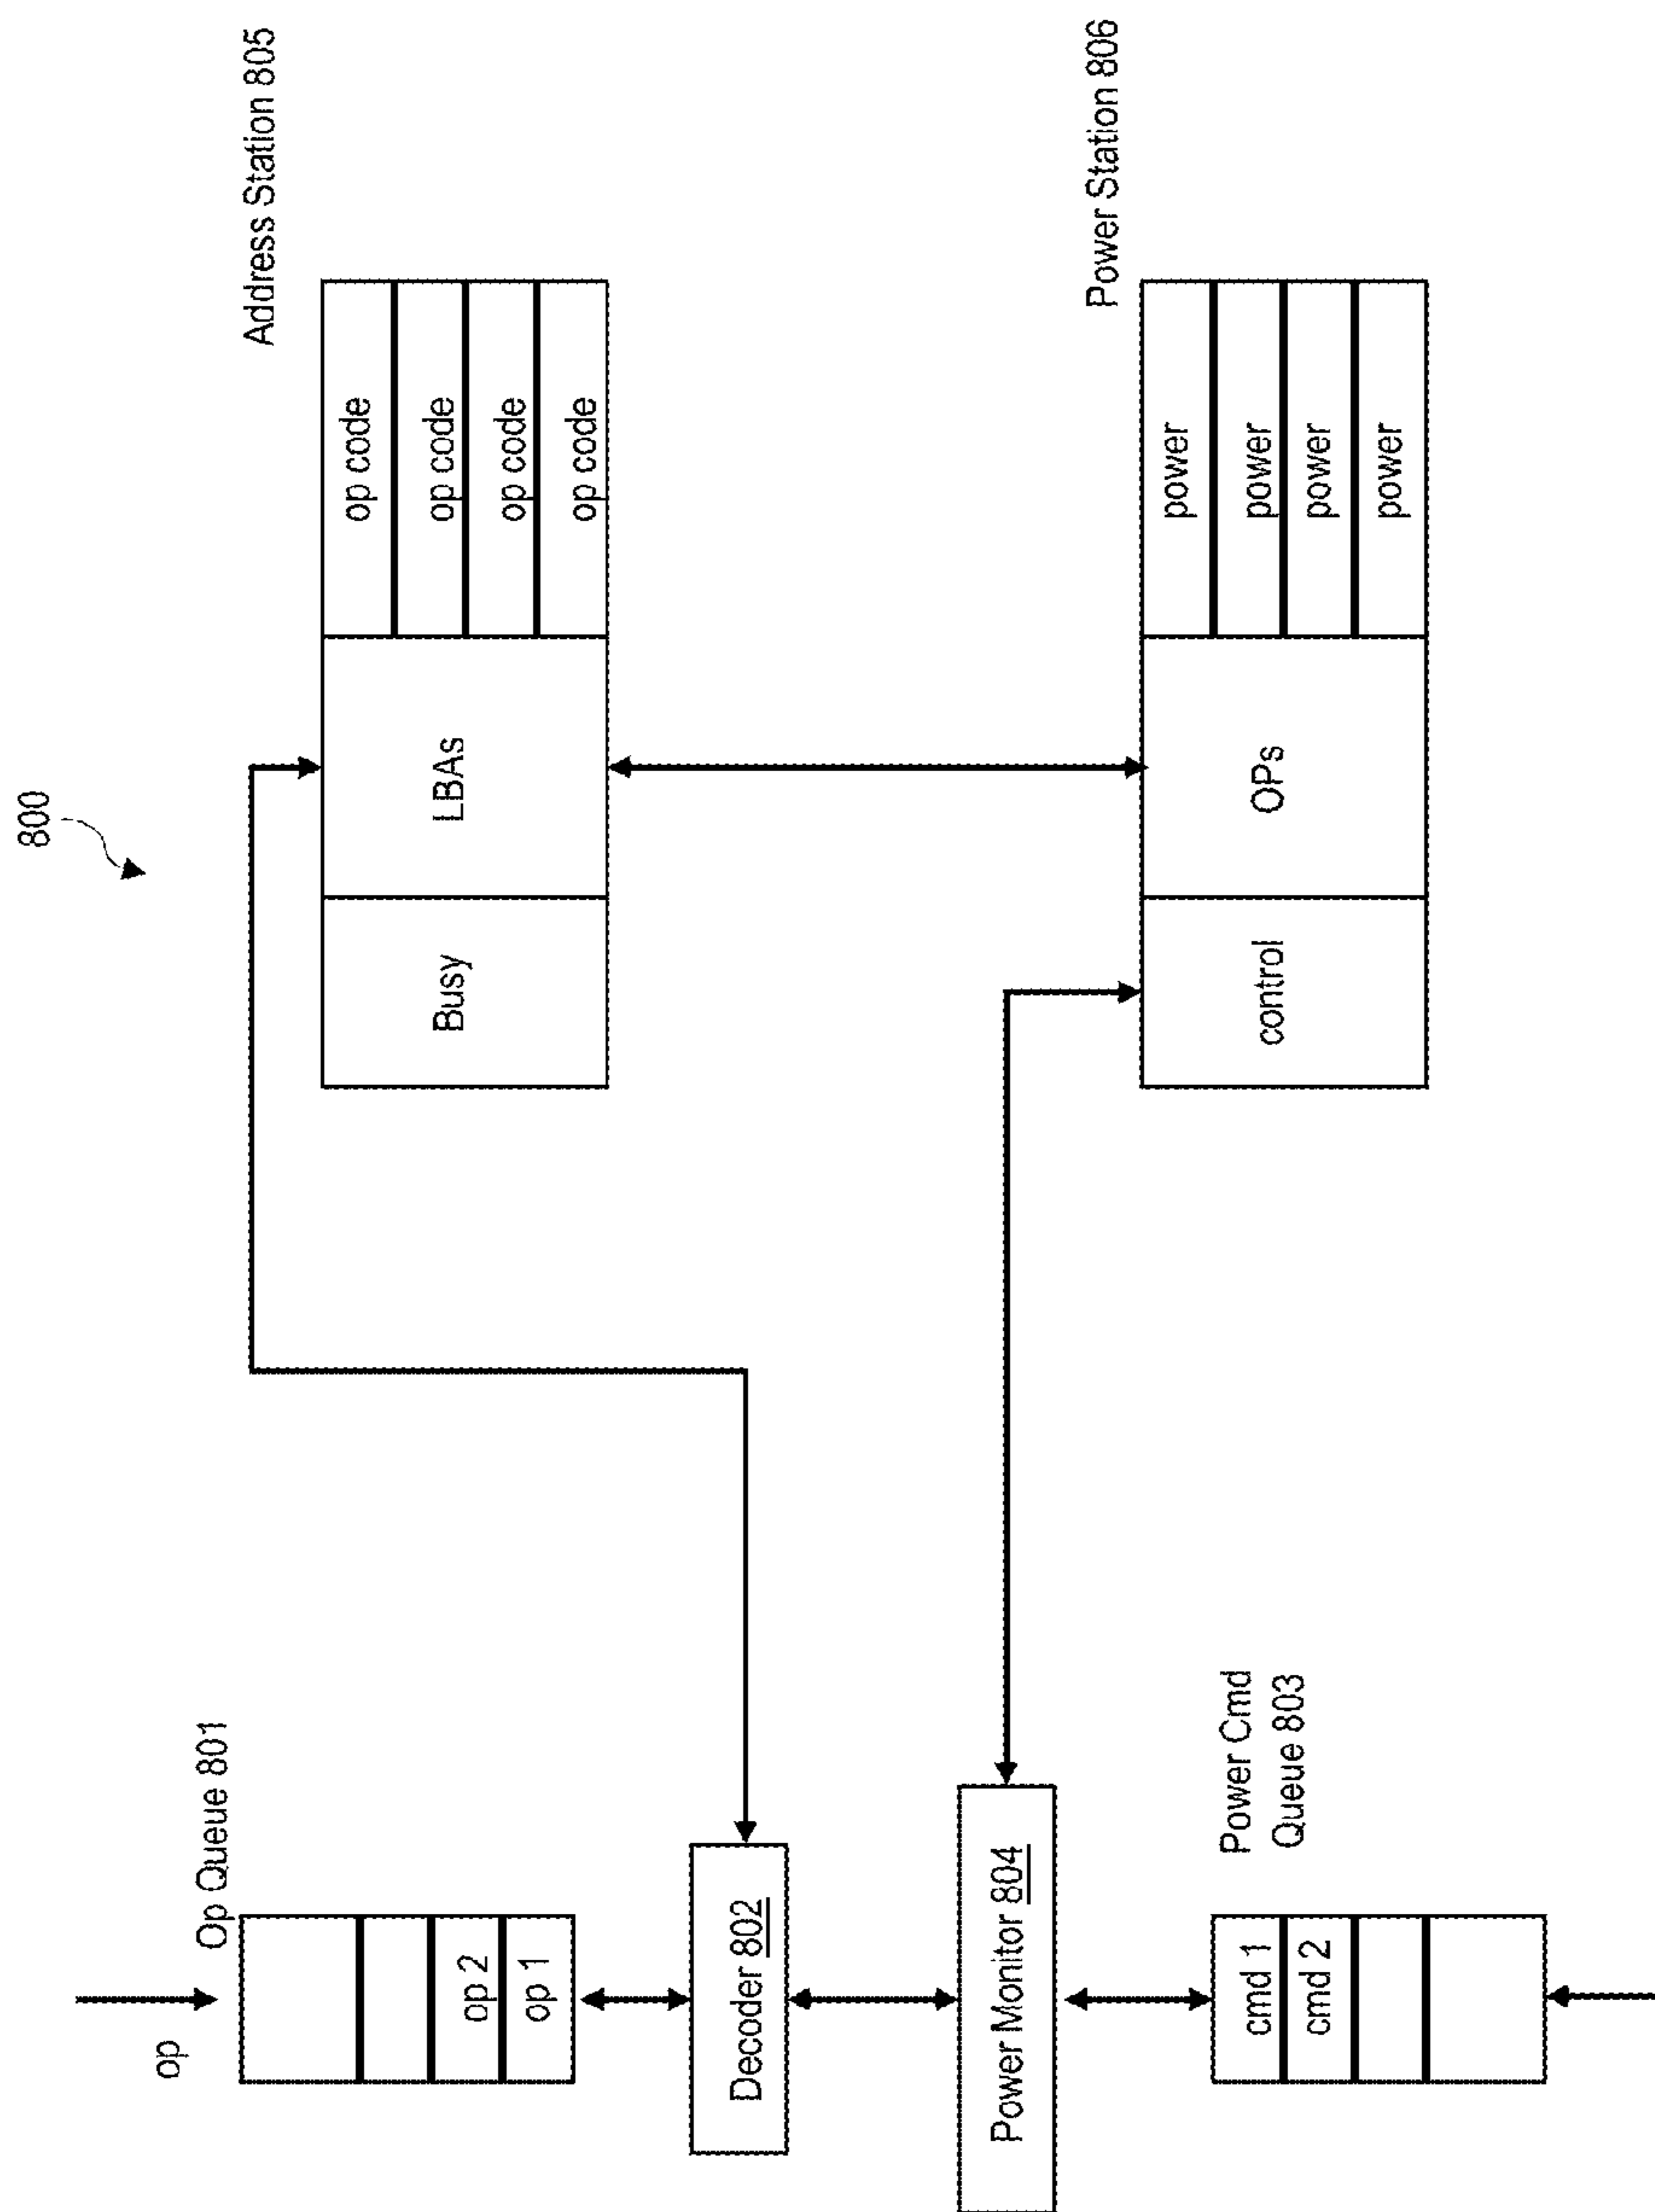 800
op
Op Queue 801
op 2
op 1
Decoder 802
Power Monitor 804
Power Cmd
Queue 803
cmd 1
cmd 2
Address Station 805
Busy
LBAs
op code
op code
op code
op code
Power Station 806
control
OPs
power
power
power
power